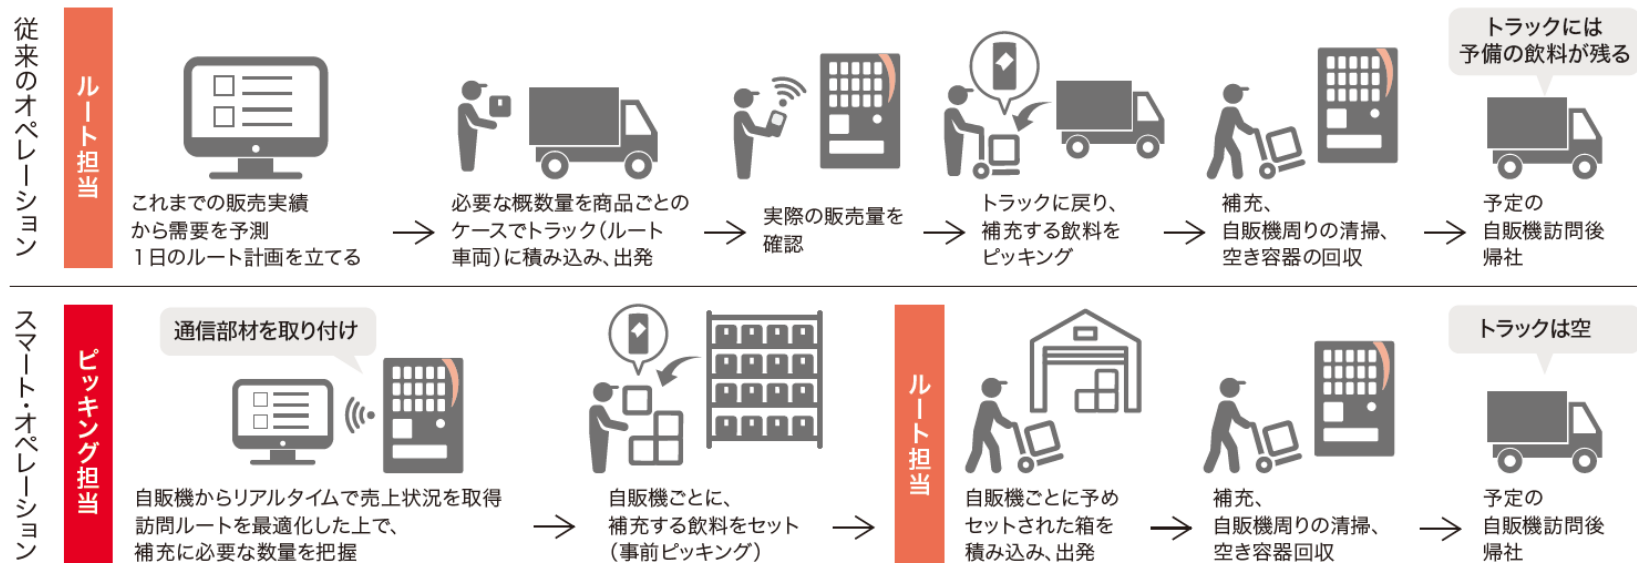 従来のオペレーション
ルート担当
これまでの販売実績
から需要を予測
1日のルート計画を立てる
必要な概数量を商品ごとの
ケースでトラック（ルート
車両）に積み込み、出発
実際の販売量を
確認
トラックに戻り、
補充する飲料を
ピッキング
補充、
自販機周りの清掃、
空き容器の回収
トラックには
予備の飲料が残る
予定の
自販機訪問後
帰社
スマート・オペレーション
ピッキング担当
通信部材を取り付け
自販機からリアルタイムで売上状況を取得
訪問ルートを最適化した上で、
補充に必要な数量を把握
自販機ごとに、
補充する飲料をセット
（事前ピッキング）
ルート担当
自販機ごとに予め
セットされた箱を
積み込み、出発
補充、
自販機周りの清掃、
空き容器回収
トラックは空
予定の
自販機訪問後
帰社